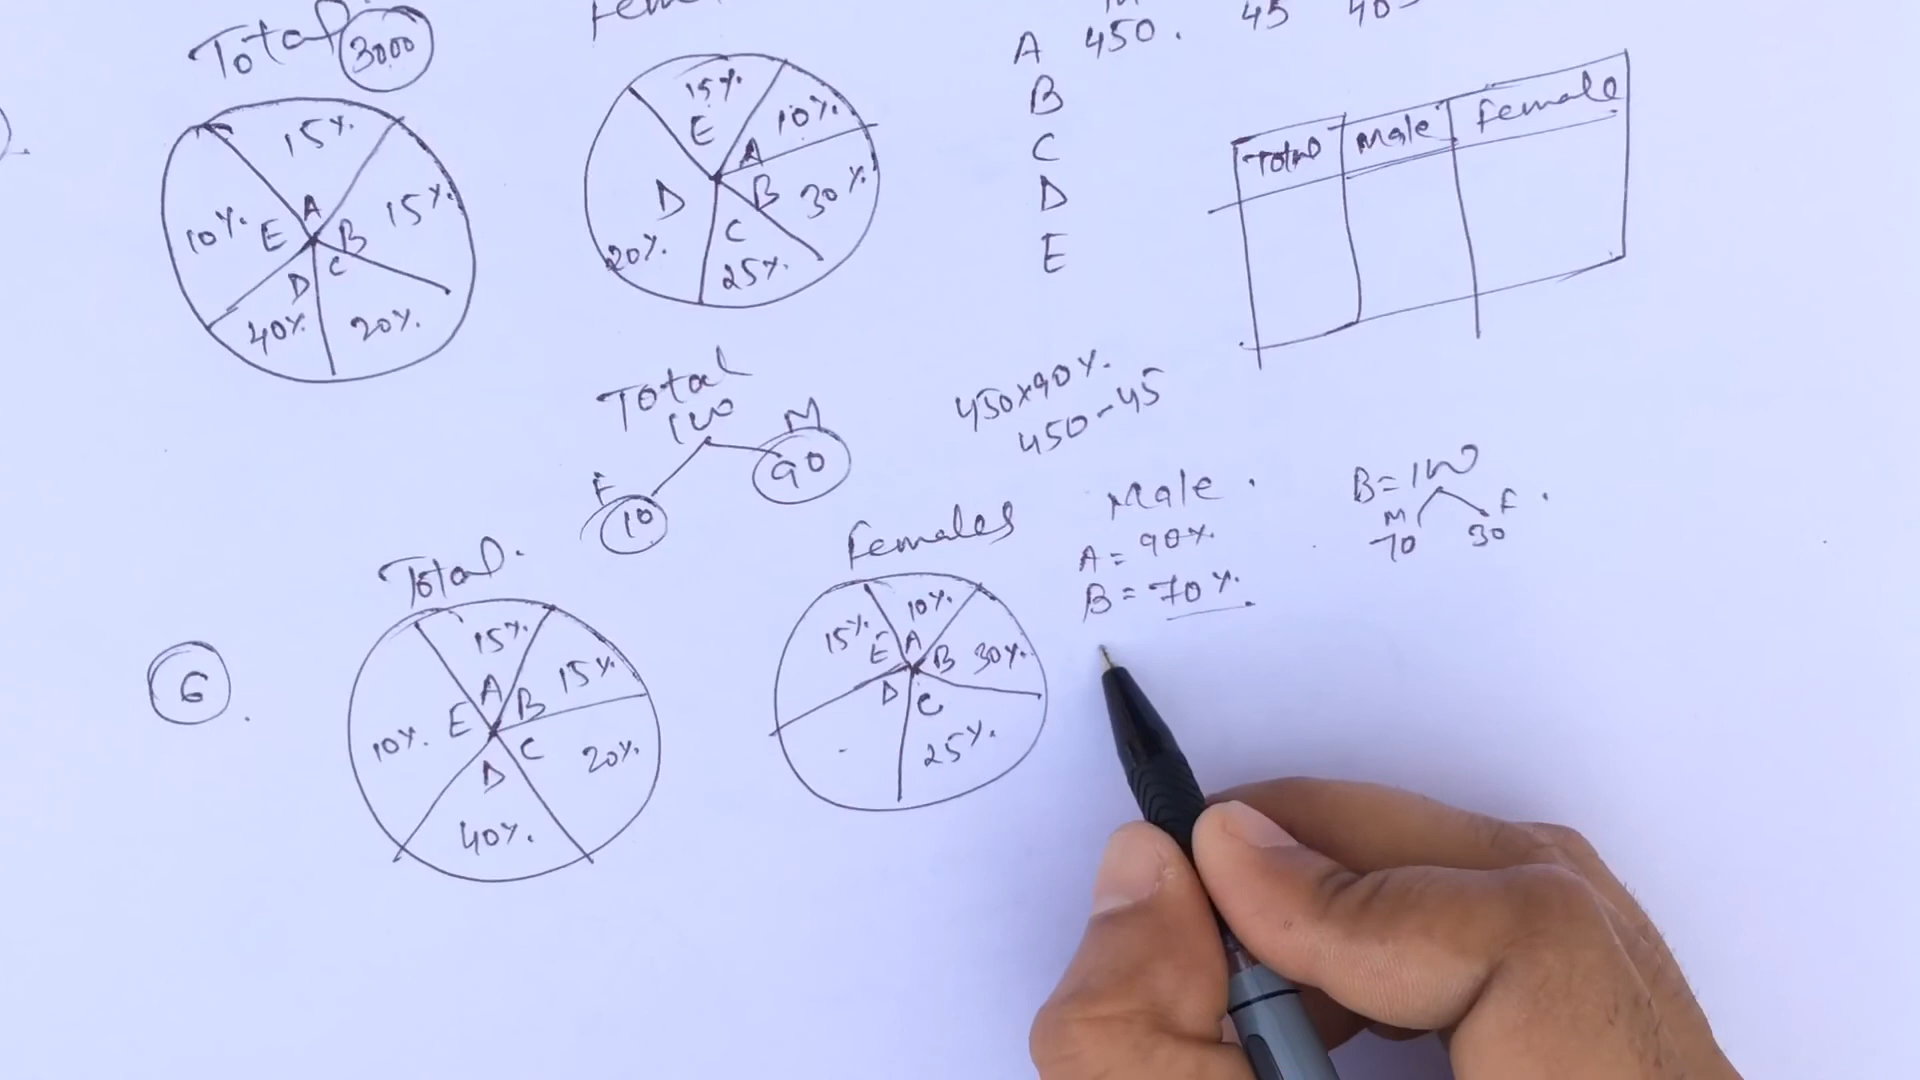 Total 3000
15%
15%
10%
A
E
B
C
D
40%
20%
15%
E
10%
A
B
30%
D
C
20%
25%
A 450. 45 405
B
C
D
E
Total Male female
Total
100
F
10
M
90
450×90%.
450-45
Male.
A = 90%.
B = 70%.
B = 100
M F.
70 30
6.
Total.
15%.
A
15%
B
E
10%.
C
20%.
D
40%.
females
10%.
15%
E
A
B
30%.
D
C
25%.